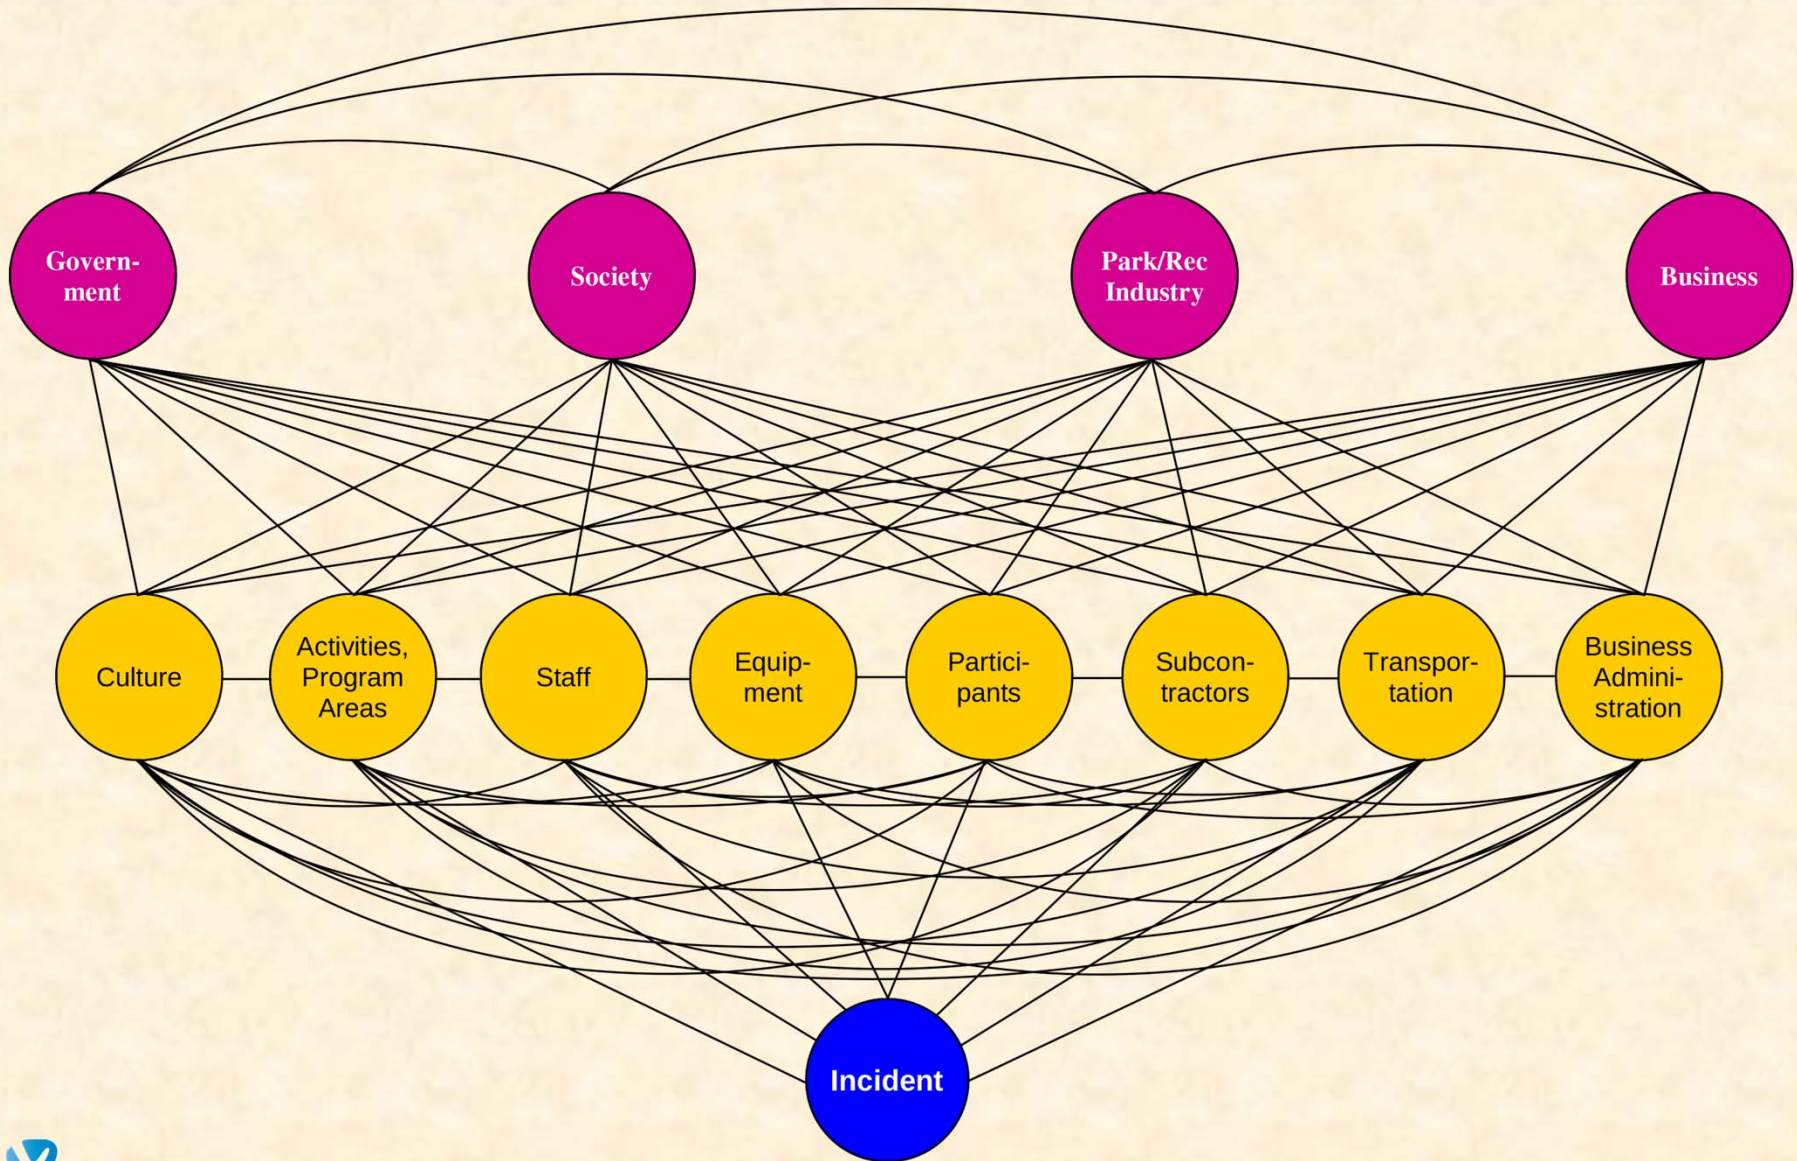 Govern-
ment
Society
Park/Rec
Industry
Business
Culture
Activities,
Program
Areas
Staff
Equip-
ment
Partici-
pants
Subcon-
tractors
Transpor-
tation
Business
Admini-
stration
Incident